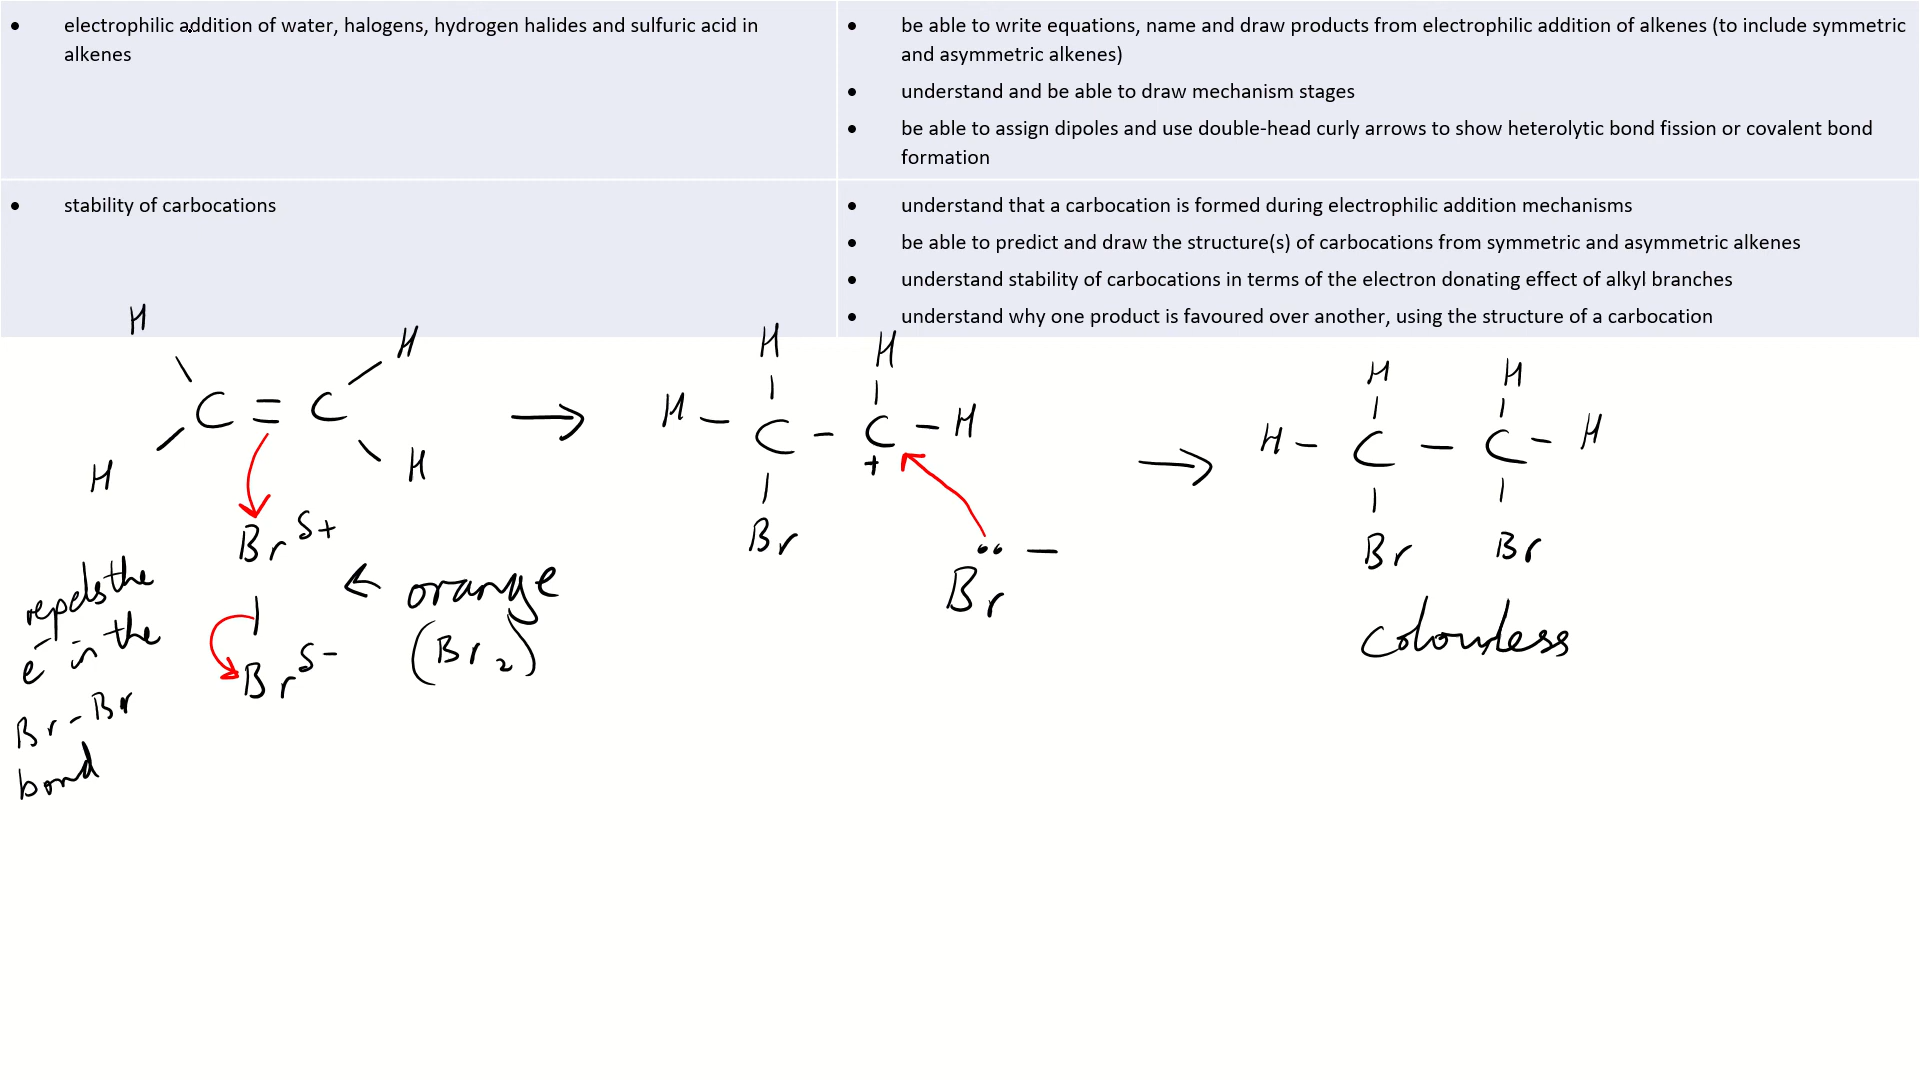 • electrophilic addition of water, halogens, hydrogen halides and sulfuric acid in
alkenes
• be able to write equations, name and draw products from electrophilic addition of alkenes (to include symmetric
and asymmetric alkenes)
• understand and be able to draw mechanism stages
• be able to assign dipoles and use double-head curly arrows to show heterolytic bond fission or covalent bond
formation
• stability of carbocations
• understand that a carbocation is formed during electrophilic addition mechanisms
• be able to predict and draw the structure(s) of carbocations from symmetric and asymmetric alkenes
• understand stability of carbocations in terms of the electron donating effect of alkyl branches
• understand why one product is favoured over another, using the structure of a carbocation
H H
C = C
H H
Br δ+
|
Br δ-
repels the
e⁻ in the
Br - Br
bond
← orange
(Br₂)
→
H H
H - C - C - H
+
Br
Br
•• −
→
H H
H - C - C - H
Br Br
Colourless